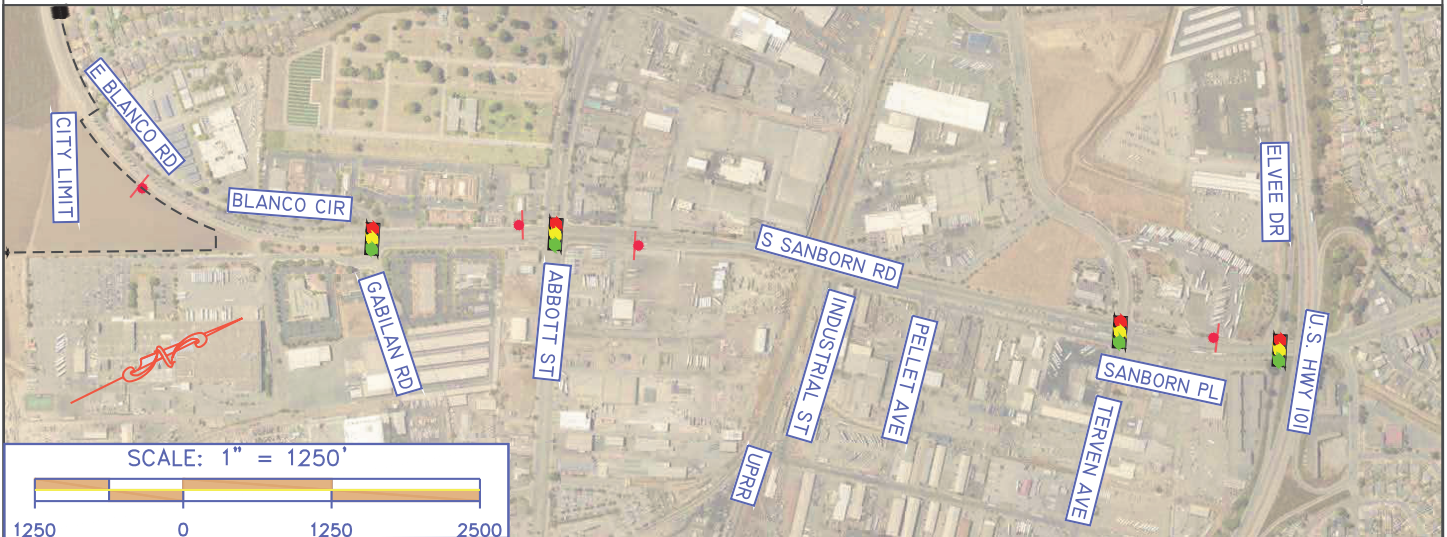 E BLANCO RD
CITY LIMIT
BLANCO CIR
GABILAN RD
ABBOTT ST
S SANBORN RD
INDUSTRIAL ST
PELLET AVE
UPRR
TERVEN AVE
SANBORN PL
ELVEE DR
U.S. HWY 101
SCALE: 1" = 1250'
1250 0 1250 2500